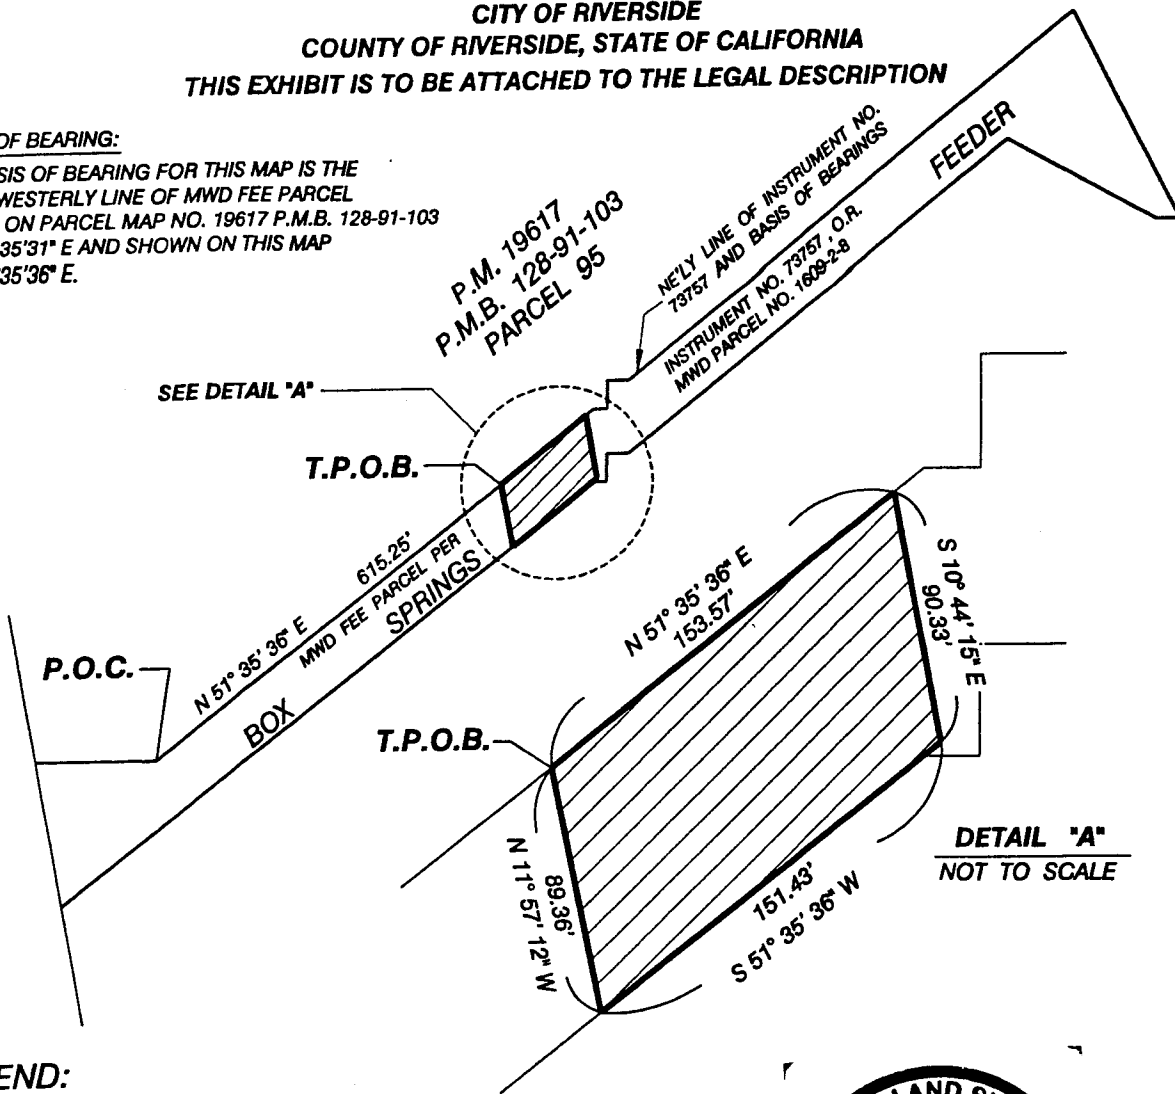 CITY OF RIVERSIDE
COUNTY OF RIVERSIDE, STATE OF CALIFORNIA
THIS EXHIBIT IS TO BE ATTACHED TO THE LEGAL DESCRIPTION
OF BEARING:
SIS OF BEARING FOR THIS MAP IS THE
WESTERLY LINE OF MWD FEE PARCEL
ON PARCEL MAP NO. 19617 P.M.B. 128-91-103
35'31" E AND SHOWN ON THIS MAP
35'36" E.
P.M. 19617
P.M.B. 128-91-103
PARCEL 95
NE'LY LINE OF INSTRUMENT NO.
73757 AND BASIS OF BEARINGS
FEEDER
INSTRUMENT NO. 73757, O.R.
MWD PARCEL NO. 1609-2-8
SEE DETAIL "A"
T.P.O.B.
615.25'
N 51° 35' 36" E
MWD FEE PARCEL PER
SPRINGS
BOX
P.O.C.
N 51° 35' 36" E
153.57'
S 10° 44' 15" E
90.33'
T.P.O.B.
89.36'
N 11° 57' 12" W
151.43'
S 51° 35' 36" W
DETAIL "A"
NOT TO SCALE
END:
LAND SU